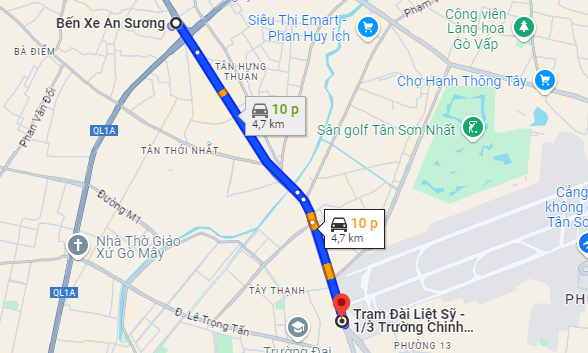 Bến Xe An Sương
Siêu Thị Emart -
Phan Huy Ích
Công viên
Làng hoa
Gò Vấp
BÀ ĐIỂM
TÂN HƯNG
THUẬN
Chợ Hạnh Thông Tây
Phan Văn Đối
10 p
4,7 km
QL1A
Sân golf Tân Sơn Nhất
TÂN THỚI NHẤT
Đường M1
10 p
4,7 km
Cảng
không
Tân Sơ
Nhà Thờ Giáo
Xứ Gò Mây
QL1A
TÂY THẠNH
Đ. Lê Trọng Tấn
Trạm Đài Liệt Sỹ -
1/3 Trường Chinh...
PH
Trường Đại
PHƯỜNG 13